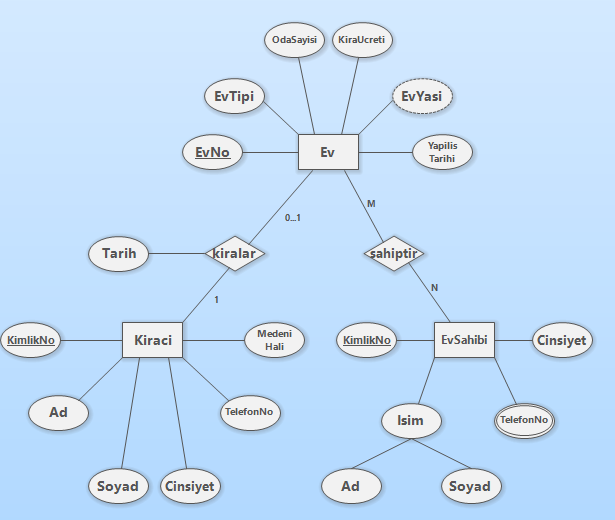 OdaSayisi
KiraUcreti
EvTipi
EvYasi
EvNo
Ev
Yapilis
Tarihi
M
0...1
Tarih
kiralar
sahiptir
N
1
KimlikNo
Kiraci
Medeni
Hali
KimlikNo
EvSahibi
Cinsiyet
Ad
TelefonNo
Isim
TelefonNo
Soyad
Cinsiyet
Ad
Soyad